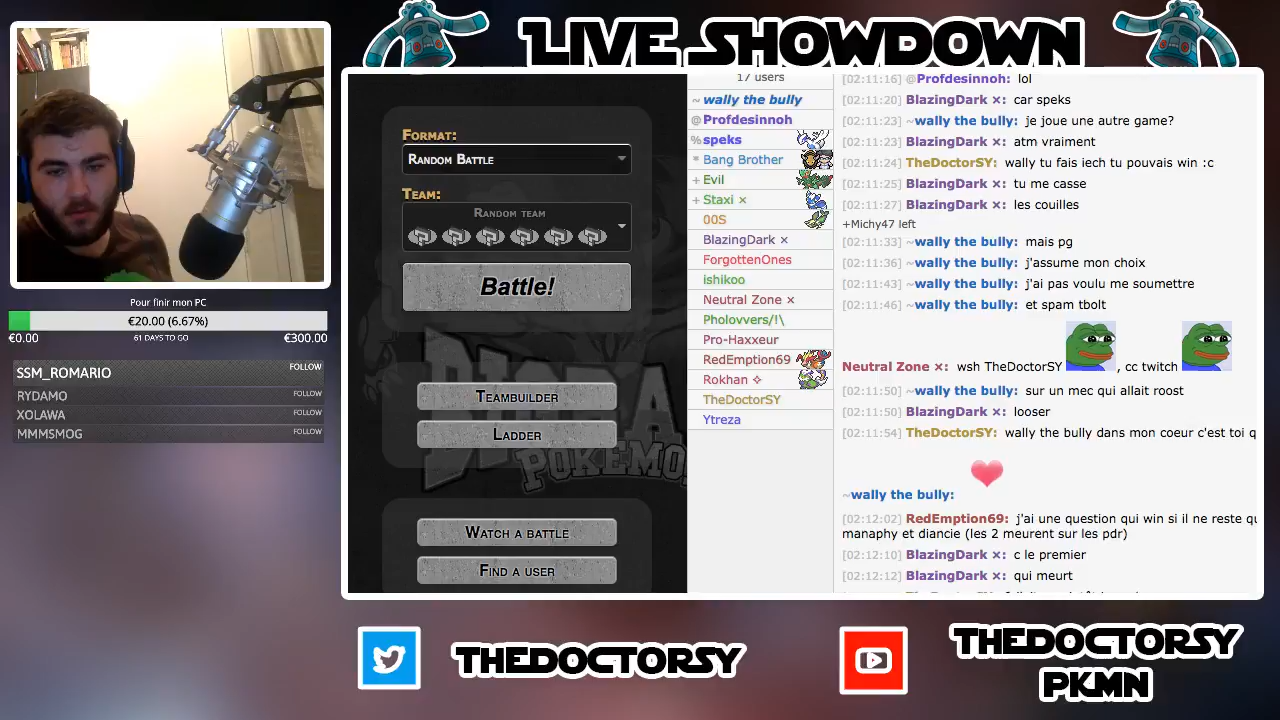 LIVE SHOWDOWN
Pour finir mon PC
€20.00 (6.67%)
€0.00
61 DAYS TO GO
€300.00
SSM_ROMARIO FOLLOW
RYDAMO FOLLOW
XOLAWA FOLLOW
MMMSMOG FOLLOW
FORMAT:
RANDOM BATTLE
TEAM:
RANDOM TEAM
Battle!
TEAMBUILDER
LADDER
POKEMO
WATCH A BATTLE
FIND A USER
17 users
~ wally the bully
@ Profdesinnoh
% speks
* Bang Brother
+ Evil
+ Staxi ×
00S
BlazingDark ×
ForgottenOnes
ishikoo
Neutral Zone ×
Pholovvers/!\
Pro-Haxxeur
RedEmption69
Rokhan ✧
TheDoctorSY
Ytreza
[02:11:16] @Profdesinnoh: lol
[02:11:20] BlazingDark ×: car speks
[02:11:23] ~wally the bully: je joue une autre game?
[02:11:23] BlazingDark ×: atm vraiment
[02:11:24] TheDoctorSY: wally tu fais iech tu pouvais win :c
[02:11:25] BlazingDark ×: tu me casse
[02:11:27] BlazingDark ×: les couilles
+Michy47 left
[02:11:33] ~wally the bully: mais pg
[02:11:36] ~wally the bully: j'assume mon choix
[02:11:43] ~wally the bully: j'ai pas voulu me soumettre
[02:11:46] ~wally the bully: et spam tbolt
Neutral Zone ×: wsh TheDoctorSY , cc twitch
[02:11:50] ~wally the bully: sur un mec qui allait roost
[02:11:50] BlazingDark ×: looser
[02:11:54] TheDoctorSY: wally the bully dans mon coeur c'est toi q
~wally the bully:
[02:12:02] RedEmption69: j'ai une question qui win si il ne reste qu
manaphy et diancie (les 2 meurent sur les pdr)
[02:12:10] BlazingDark ×: c le premier
[02:12:12] BlazingDark ×: qui meurt
THEDOCTORSY
THEDOCTORSY
PKMN